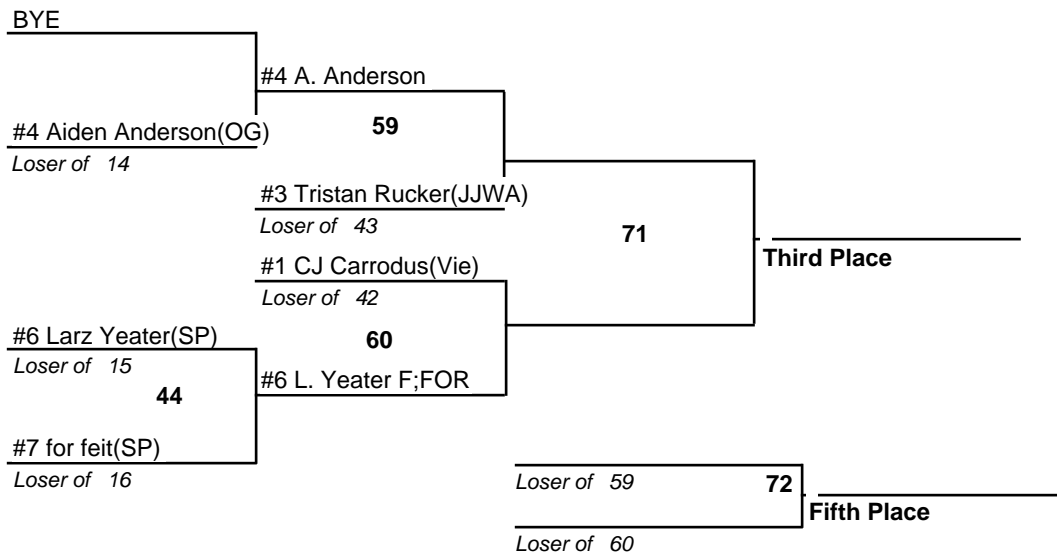 BYE
#4 A. Anderson
59
#4 Aiden Anderson(OG)
Loser of 14
#3 Tristan Rucker(JJWA)
Loser of 43
71
Third Place
#1 CJ Carrodus(Vie)
Loser of 42
#6 Larz Yeater(SP)
Loser of 15
60
44
#6 L. Yeater F;FOR
#7 for feit(SP)
Loser of 16
Loser of 59
72
Fifth Place
Loser of 60